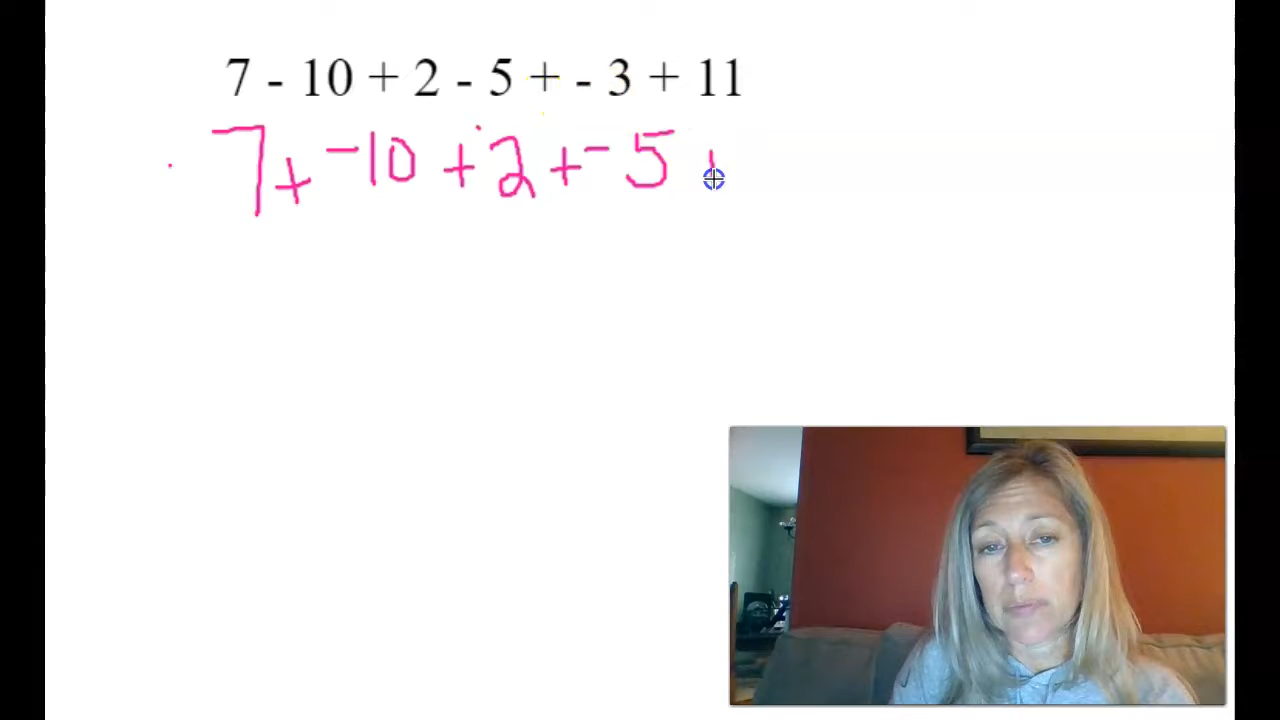 7 - 10 + 2 - 5 + - 3 + 11
7 + -10 + 2 + - 5 +